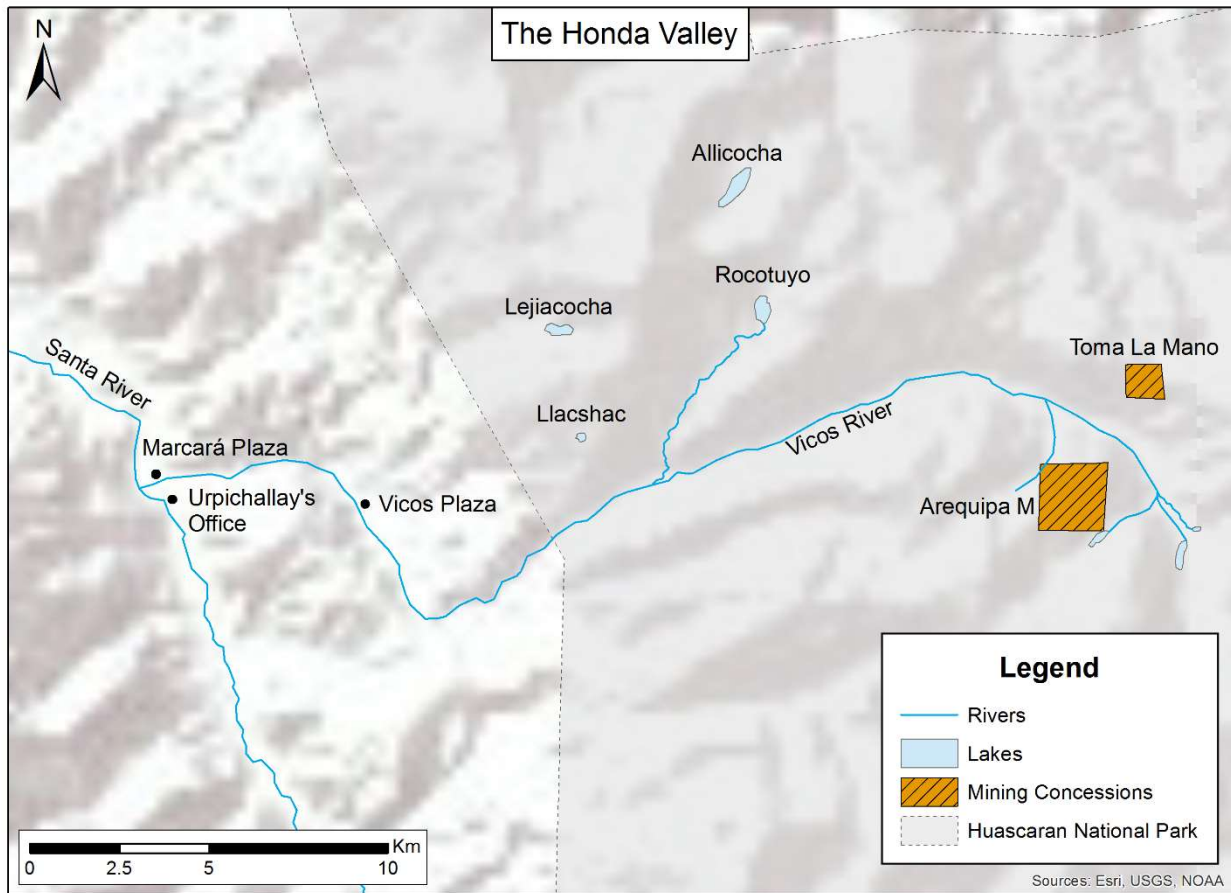 The Honda Valley
N
Allicocha
Rocotuyo
Lejiacocha
Toma La Mano
Santa River
Llacshac
Vicos River
Marcará Plaza
Urpichallay's
Office
Vicos Plaza
Arequipa M
Legend
Rivers
Lakes
Mining Concessions
Huascaran National Park
Km
0 2.5 5 10
Sources: Esri, USGS, NOAA